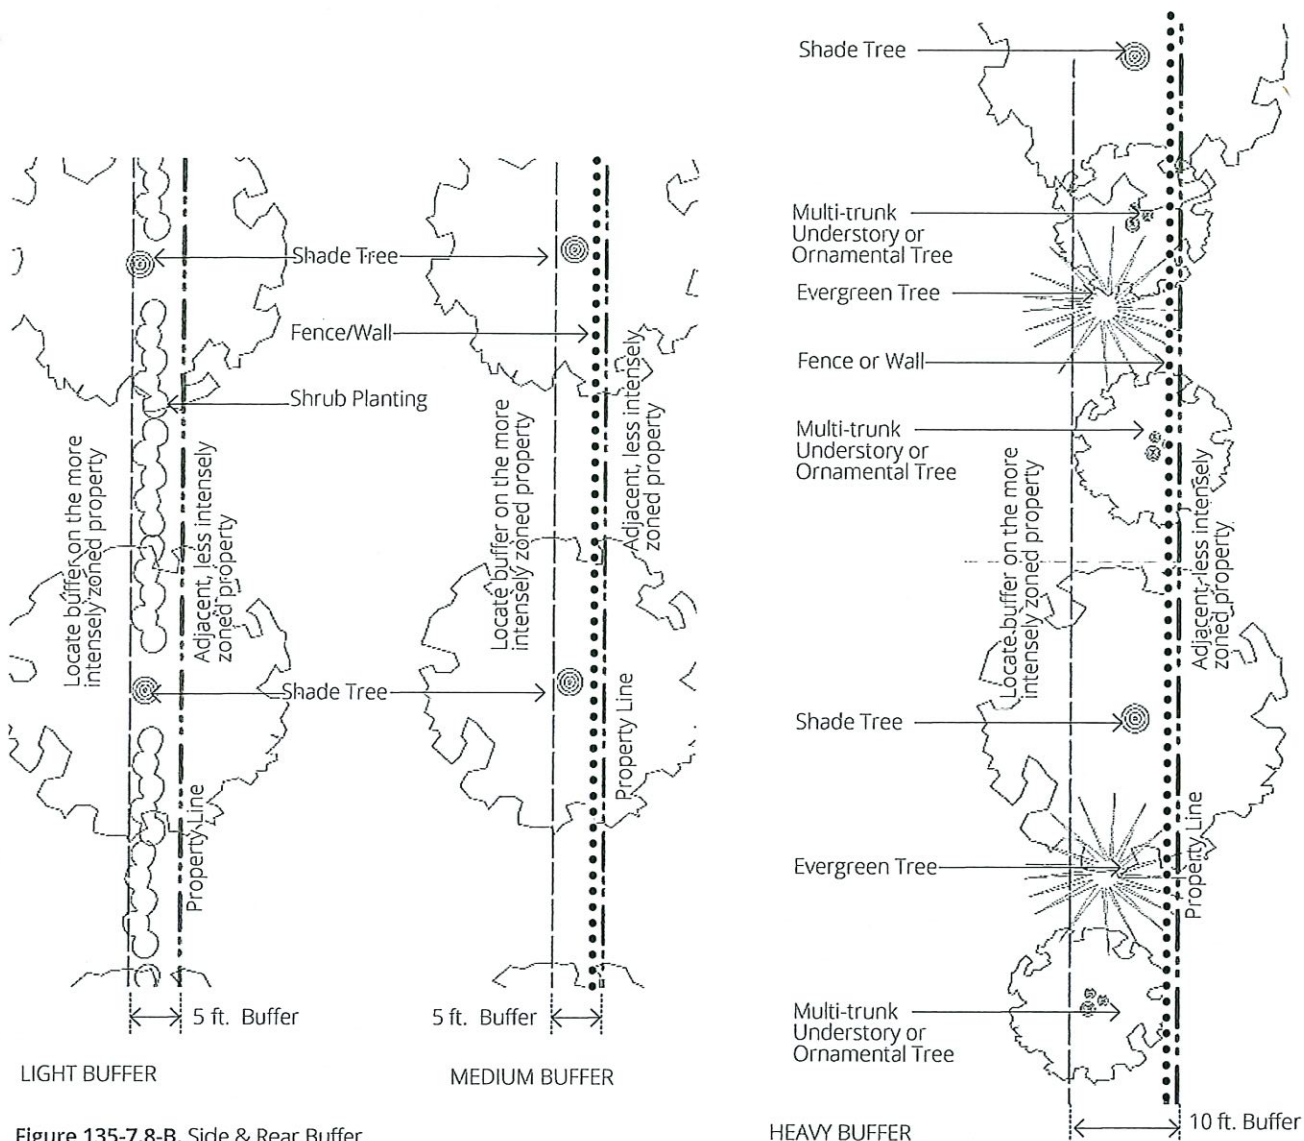 Shade Tree
Fence/Wall
Shrub Planting
Locate buffer on the more
intensely zoned property
Adjacent, less intensely
zoned property
Shade Tree
Property Line
5 ft. Buffer
LIGHT BUFFER
Locate buffer on the more
intensely zoned property
Adjacent, less intensely
zoned property
Property Line
5 ft. Buffer
MEDIUM BUFFER
Figure 135-7.8-B. Side & Rear Buffer
Shade Tree
Multi-trunk
Understory or
Ornamental Tree
Evergreen Tree
Fence or Wall
Multi-trunk
Understory or
Ornamental Tree
Locate buffer on the more
intensely zoned property
Adjacent, less intensely
zoned property
Shade Tree
Evergreen Tree
Property Line
Multi-trunk
Understory or
Ornamental Tree
10 ft. Buffer
HEAVY BUFFER